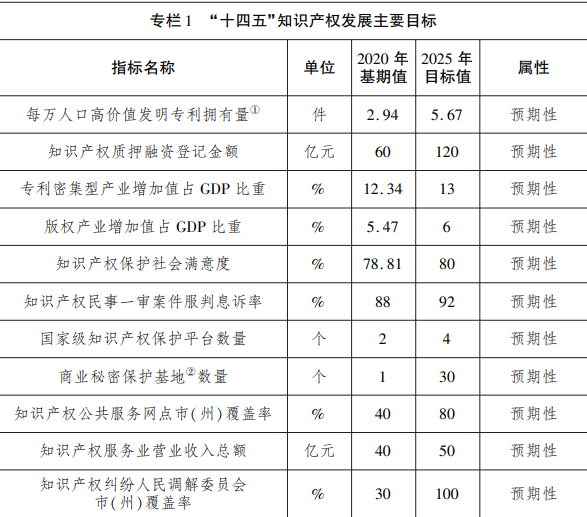 专栏 1 “十四五”知识产权发展主要目标
指标名称 单位 2020 年基期值 2025 年目标值 属性
每万人口高价值发明专利拥有量① 件 2.94 5.67 预期性
知识产权质押融资登记金额 亿元 60 120 预期性
专利密集型产业增加值占 GDP 比重 % 12.34 13 预期性
版权产业增加值占 GDP 比重 % 5.47 6 预期性
知识产权保护社会满意度 % 78.81 80 预期性
知识产权民事一审案件服判息诉率 % 88 92 预期性
国家级知识产权保护平台数量 个 2 4 预期性
商业秘密保护基地②数量 个 1 30 预期性
知识产权公共服务网点市(州)覆盖率 % 40 80 预期性
知识产权服务业营业收入总额 亿元 40 50 预期性
知识产权纠纷人民调解委员会
市(州)覆盖率 % 30 100 预期性